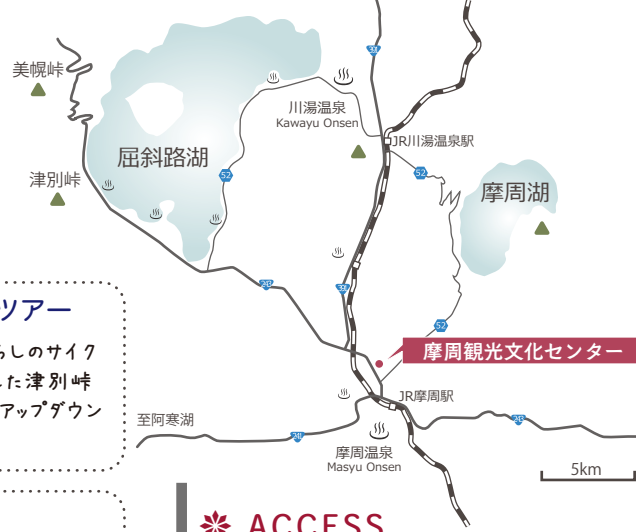 美幌峠
津別峠
屈斜路湖
川湯温泉
Kawayu Onsen
JR川湯温泉駅
52
52
摩周湖
243
52
摩周観光文化センター
JR摩周駅
至阿寒湖
摩周温泉
Masyu Onsen
5km
ツアー
らしのサイク
た津別峠
アップダウン
ACCESS